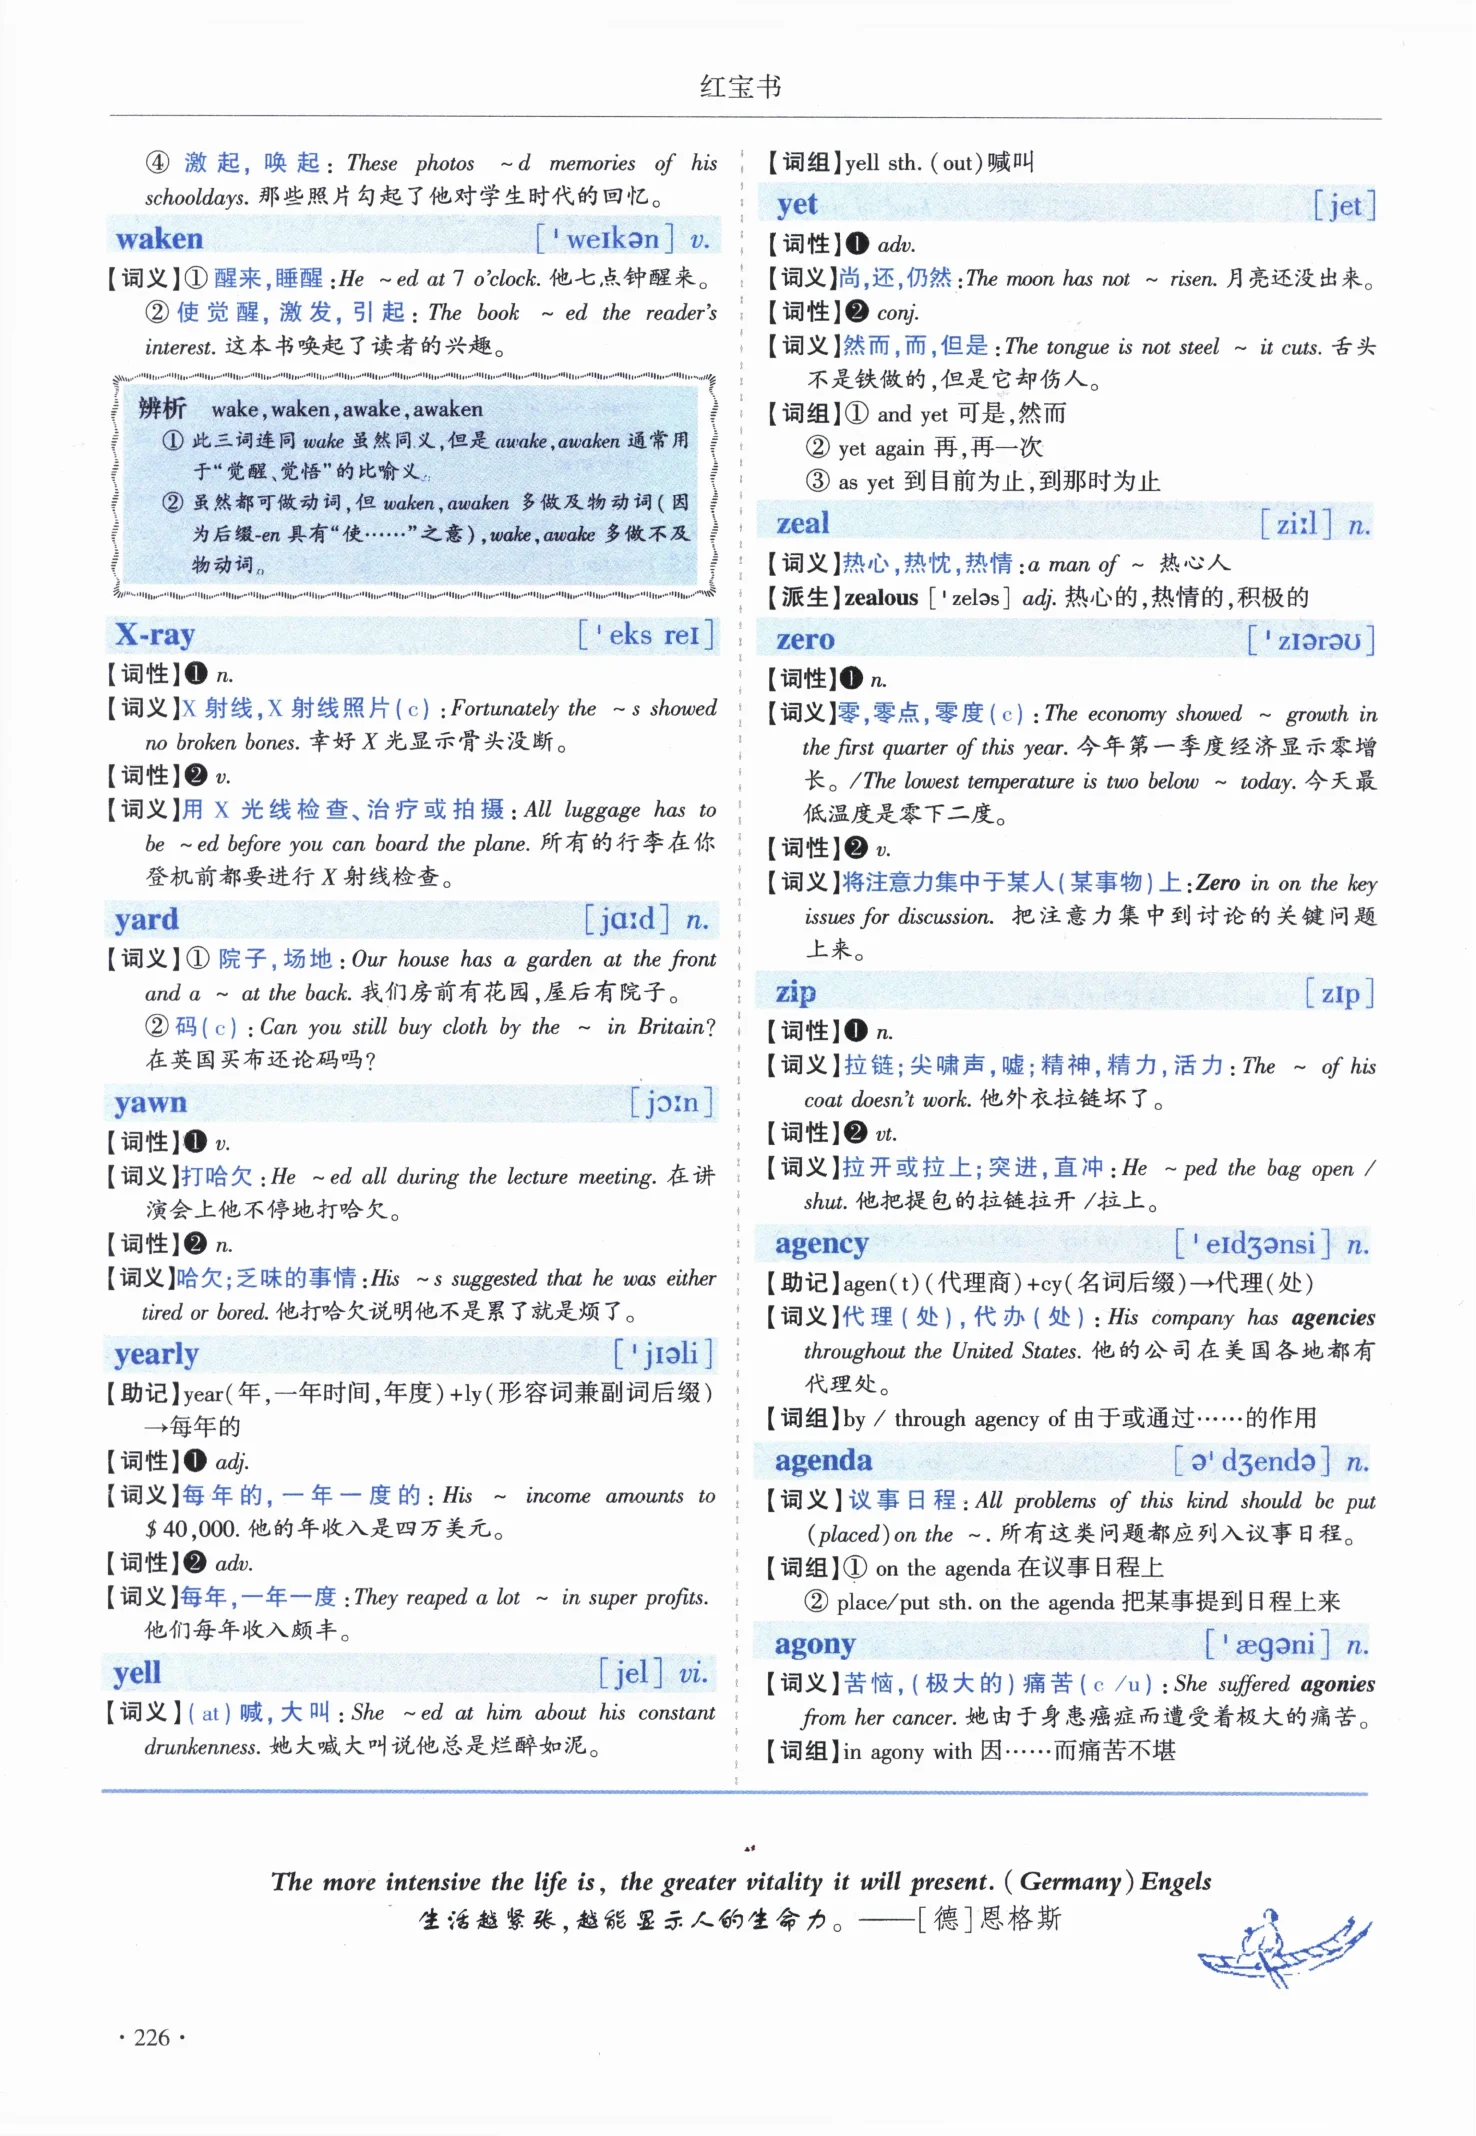 红宝书
④ 激起，唤起：These photos ~d memories of his
schooldays. 那些照片勾起了他对学生时代的回忆。
waken [ˈweɪkən] v.
【词义】① 醒来,睡醒:He ~ed at 7 o'clock. 他七点钟醒来。
② 使觉醒, 激发, 引起: The book ~ed the reader's
interest. 这本书唤起了读者的兴趣。
辨析 wake,waken,awake,awaken
① 此三词连同 wake 虽然同义,但是 awake,awaken 通常用
于“觉醒、觉悟”的比喻义。
② 虽然都可做动词,但 waken,awaken 多做及物动词(因
为后缀-en 具有“使……”之意),wake,awake 多做不及
物动词。
X-ray [ˈeks reɪ]
【词性】❶ n.
【词义】X 射线,X 射线照片(c):Fortunately the ~s showed
no broken bones. 幸好 X 光显示骨头没断。
【词性】❷ v.
【词义】用 X 光线检查、治疗或拍摄: All luggage has to
be ~ed before you can board the plane. 所有的行李在你
登机前都要进行 X 射线检查。
yard [jɑːd] n.
【词义】① 院子,场地: Our house has a garden at the front
and a ~ at the back. 我们房前有花园,屋后有院子。
② 码(c): Can you still buy cloth by the ~ in Britain?
在英国买布还论码吗?
yawn [jɔːn]
【词性】❶ v.
【词义】打哈欠:He ~ed all during the lecture meeting. 在讲
演会上他不停地打哈欠。
【词性】❷ n.
【词义】哈欠;乏味的事情:His ~s suggested that he was either
tired or bored. 他打哈欠说明他不是累了就是烦了。
yearly [ˈjɪəli]
【助记】year(年,一年时间,年度)+ly(形容词兼副词后缀)
→每年的
【词性】❶ adj.
【词义】每年的, 一年一度的: His ~ income amounts to
$ 40,000. 他的年收入是四万美元。
【词性】❷ adv.
【词义】每年,一年一度:They reaped a lot ~ in super profits.
他们每年收入颇丰。
yell [jel] vi.
【词义】(at)喊,大叫: She ~ed at him about his constant
drunkenness. 她大喊大叫说他总是烂醉如泥。
【词组】yell sth. (out)喊叫
yet [jet]
【词性】❶ adv.
【词义】尚,还,仍然:The moon has not ~ risen. 月亮还没出来。
【词性】❷ conj.
【词义】然而,而,但是:The tongue is not steel ~ it cuts. 舌头
不是铁做的,但是它却伤人。
【词组】① and yet 可是,然而
② yet again 再,再一次
③ as yet 到目前为止,到那时为止
zeal [ziːl] n.
【词义】热心,热忱,热情:a man of ~ 热心人
【派生】zealous [ˈzeləs] adj. 热心的,热情的,积极的
zero [ˈzɪərəʊ]
【词性】❶ n.
【词义】零,零点,零度(c):The economy showed ~ growth in
the first quarter of this year. 今年第一季度经济显示零增
长。/The lowest temperature is two below ~ today. 今天最
低温度是零下二度。
【词性】❷ v.
【词义】将注意力集中于某人(某事物)上:Zero in on the key
issues for discussion. 把注意力集中到讨论的关键问题
上来。
zip [zɪp]
【词性】❶ n.
【词义】拉链;尖啸声,嘘;精神,精力,活力: The ~ of his
coat doesn't work. 他外衣拉链坏了。
【词性】❷ vt.
【词义】拉开或拉上;突进,直冲:He ~ped the bag open /
shut. 他把提包的拉链拉开 /拉上。
agency [ˈeɪdʒənsi] n.
【助记】agen(t)(代理商)+cy(名词后缀)→代理(处)
【词义】代理(处),代办(处): His company has agencies
throughout the United States. 他的公司在美国各地都有
代理处。
【词组】by / through agency of 由于或通过……的作用
agenda [əˈdʒendə] n.
【词义】议事日程: All problems of this kind should be put
(placed)on the ~. 所有这类问题都应列入议事日程。
【词组】① on the agenda 在议事日程上
② place/put sth. on the agenda 把某事提到日程上来
agony [ˈægəni] n.
【词义】苦恼,(极大的)痛苦(c /u):She suffered agonies
from her cancer. 她由于身患癌症而遭受着极大的痛苦。
【词组】in agony with 因……而痛苦不堪
The more intensive the life is, the greater vitality it will present. (Germany) Engels
生活越紧张,越能显示人的生命力。——[德]恩格斯
·226·